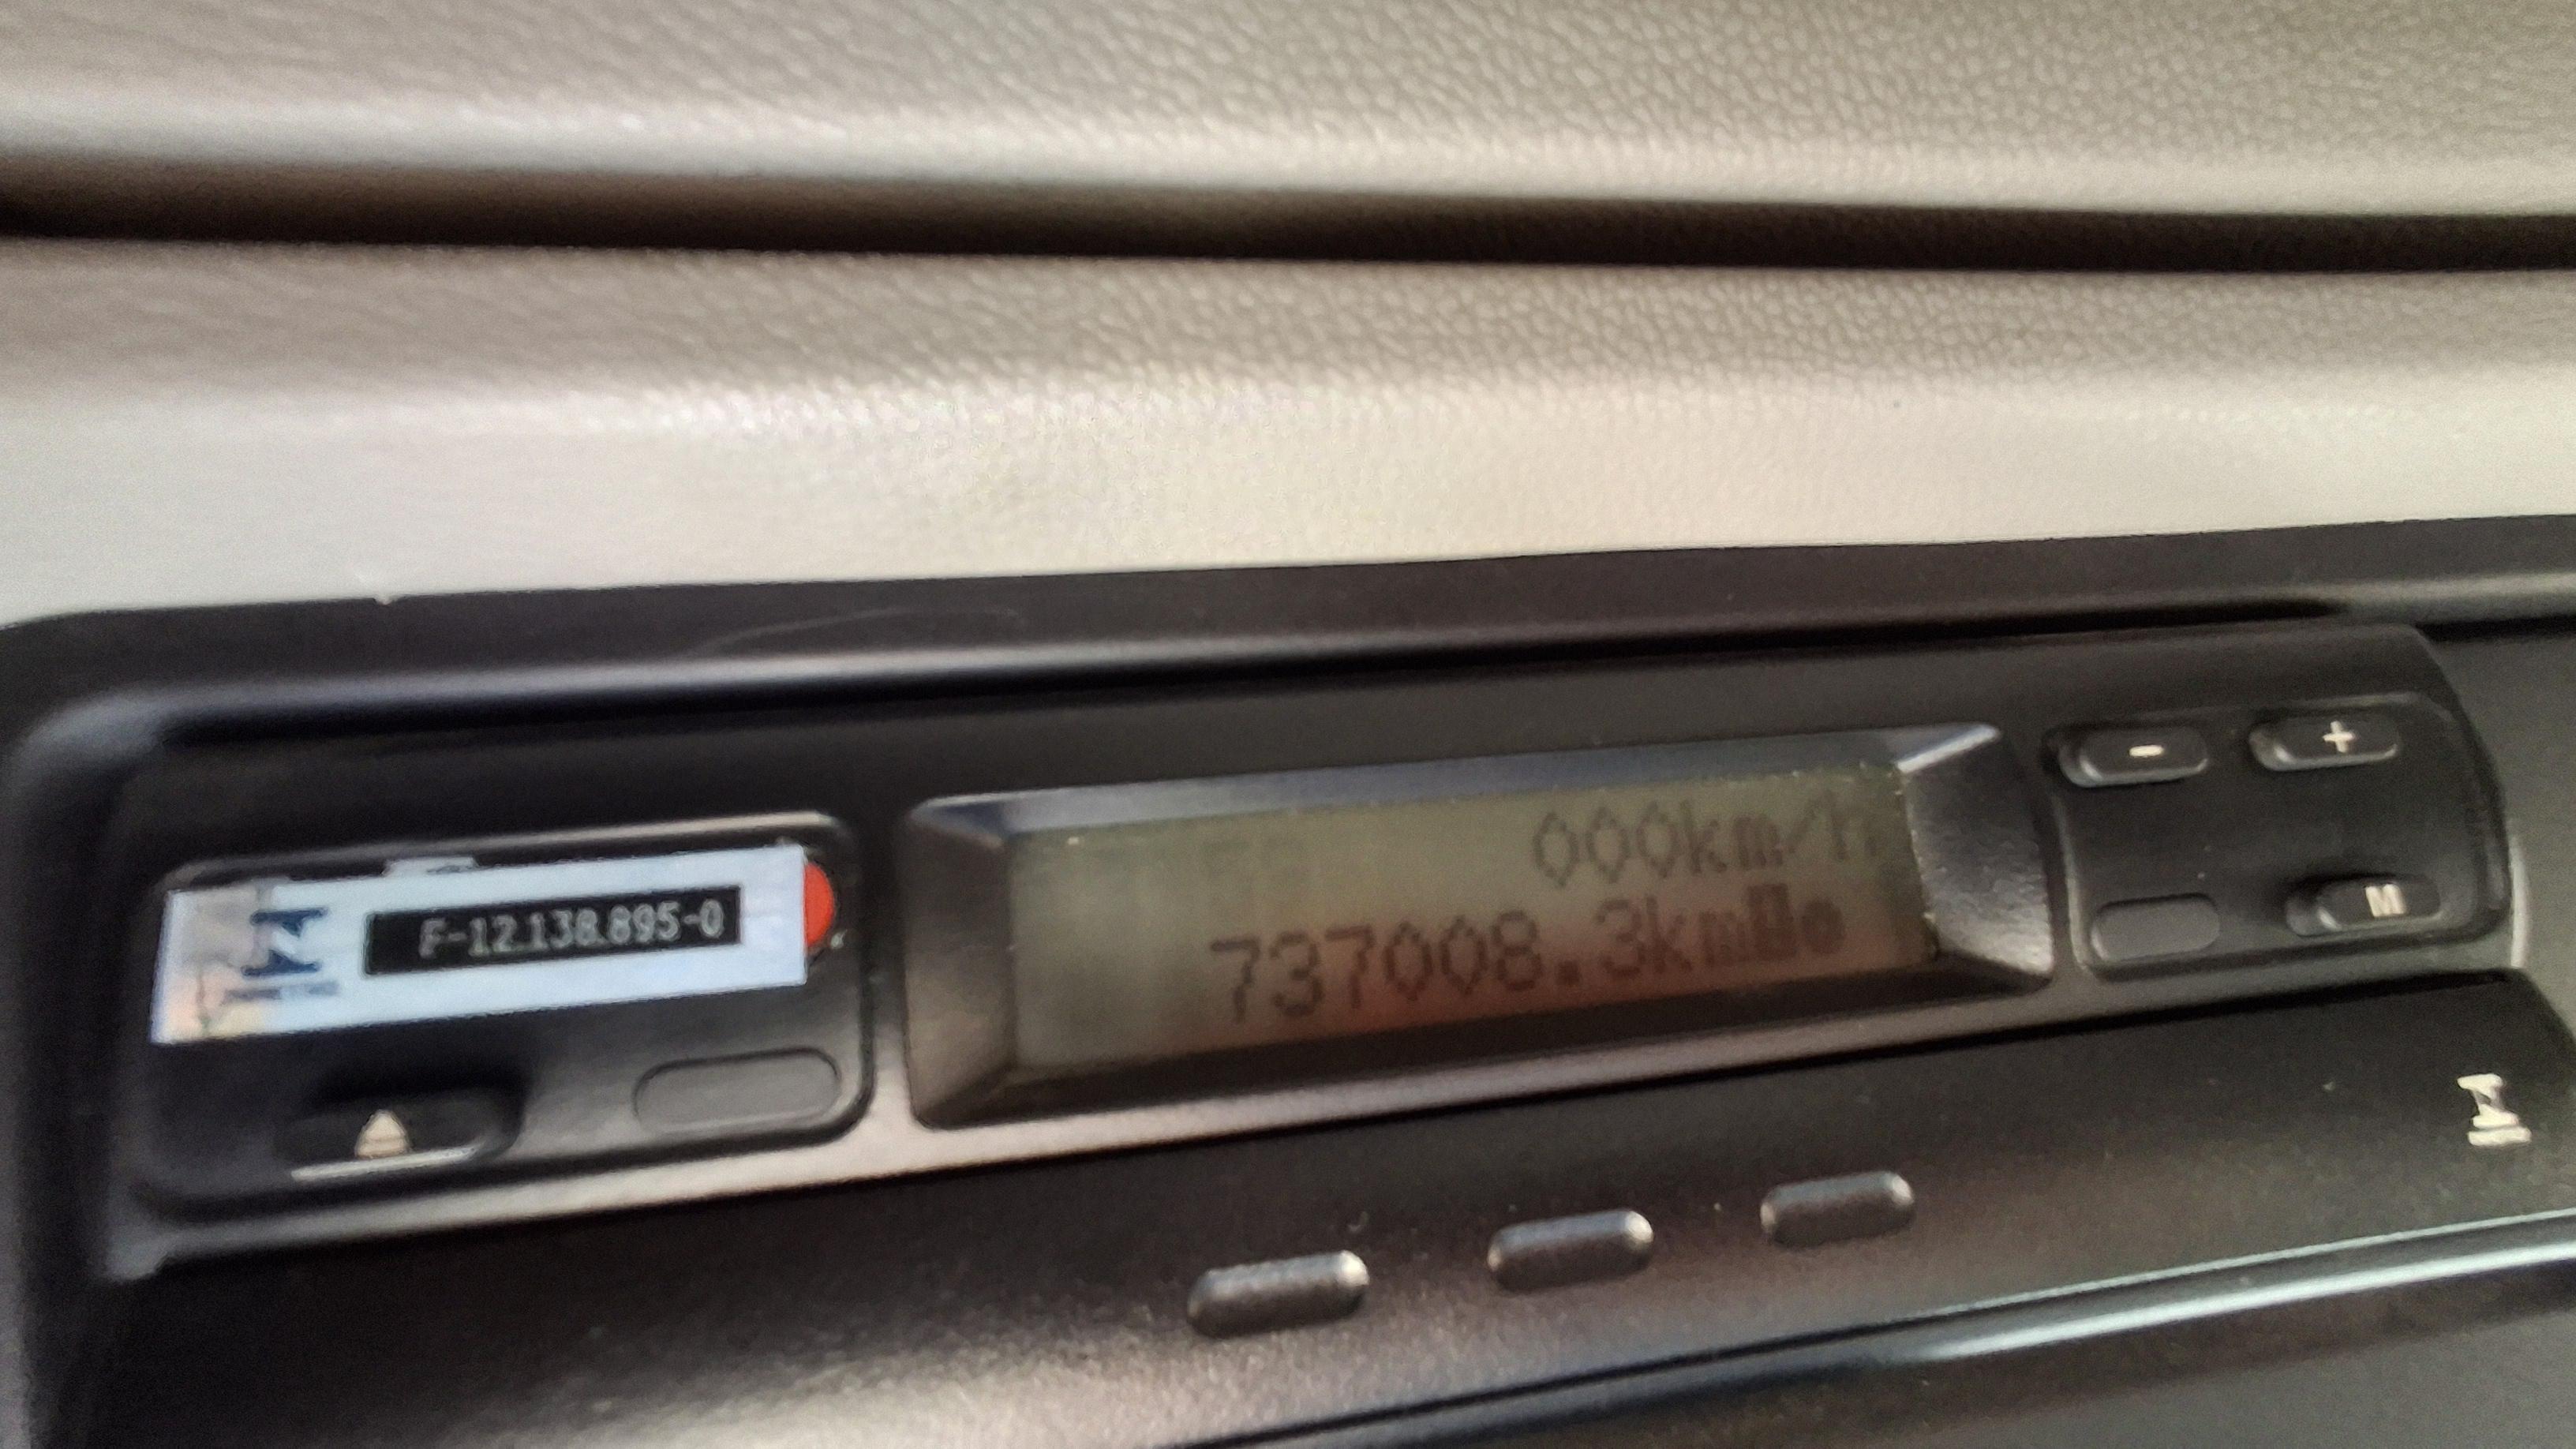 F-12.138.895-0
000km/h
737008.3km
-
+
M